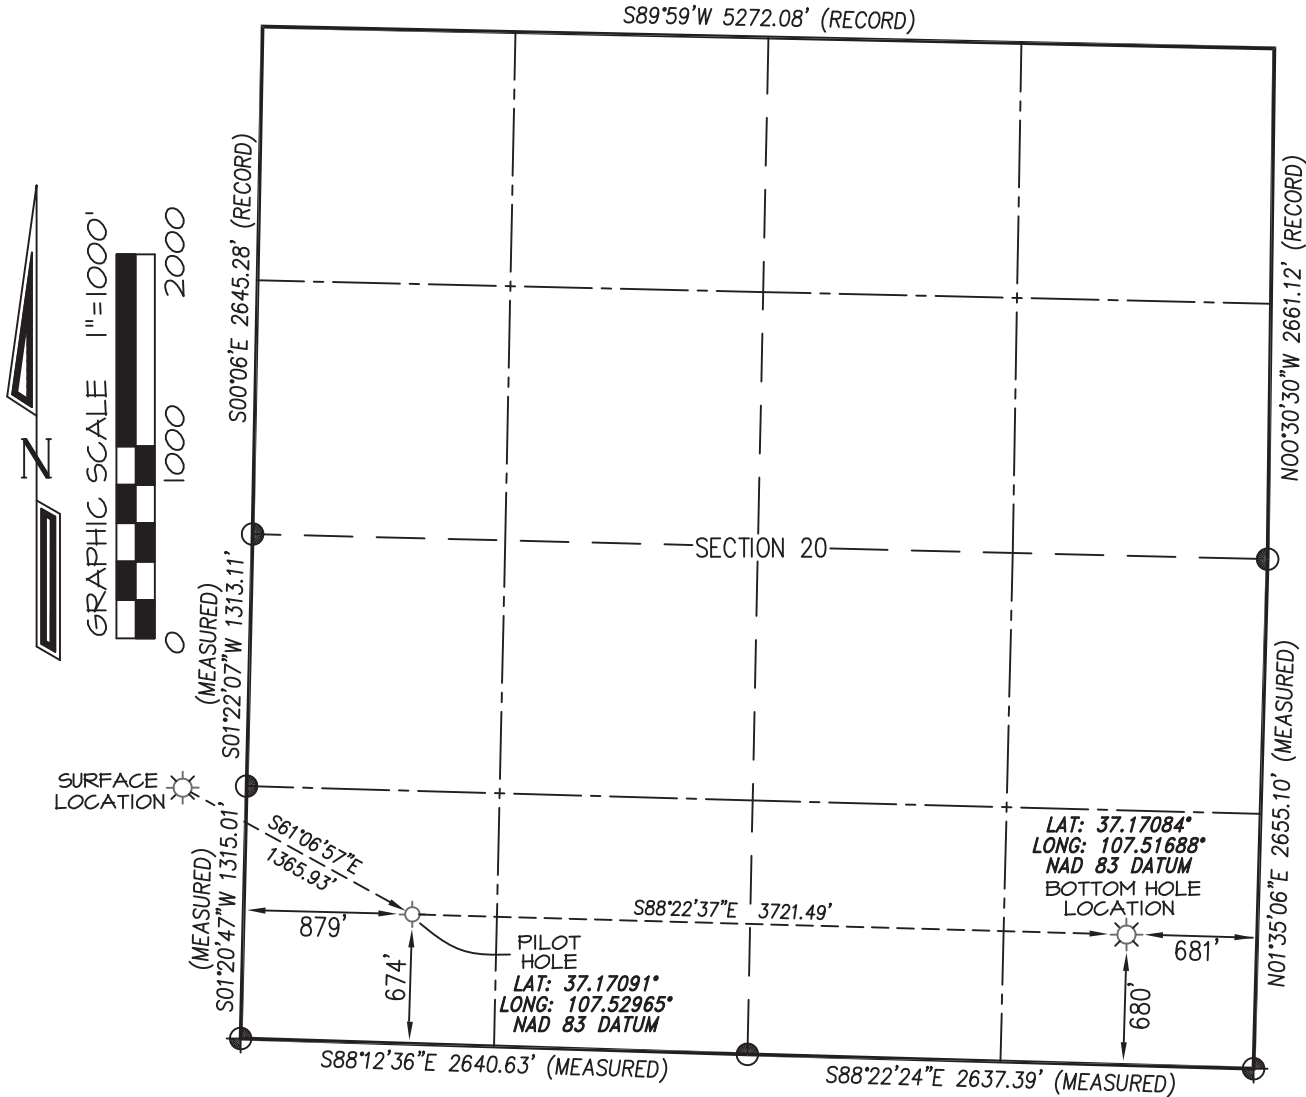 S89°59'W 5272.08' (RECORD)
S00°06'E 2645.28' (RECORD)
N00°30'30"W 2661.12' (RECORD)
GRAPHIC SCALE 1"=1000'
2000
1000
0
N
SECTION 20
(MEASURED)
S01°22'07"W 1313.11'
N01°35'06"E 2655.10' (MEASURED)
SURFACE
LOCATION
S61°06'57"E
1365.93'
(MEASURED)
S01°20'47"W 1315.01'
LAT: 37.17084°
LONG: 107.51688°
NAD 83 DATUM
BOTTOM HOLE
LOCATION
S88°22'37"E 3721.49'
879'
681'
674'
680'
PILOT
HOLE
LAT: 37.17091°
LONG: 107.52965°
NAD 83 DATUM
S88°12'36"E 2640.63' (MEASURED)
S88°22'24"E 2637.39' (MEASURED)